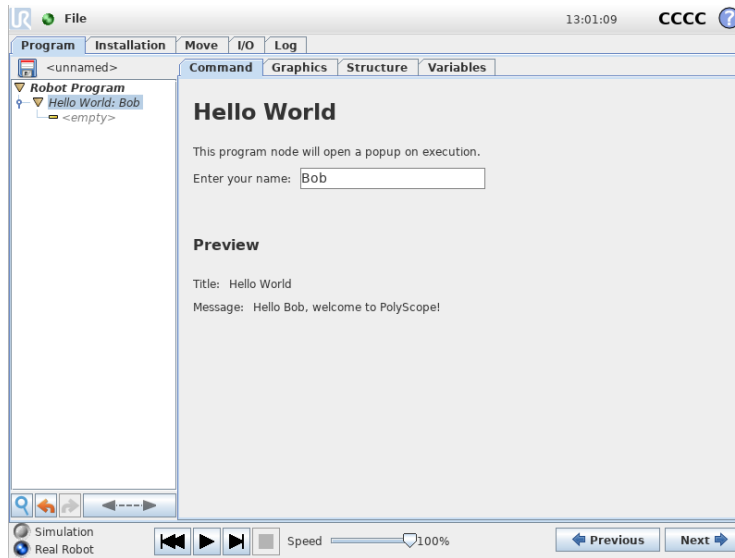 UR File 13:01:09 CCCC ?
Program Installation Move I/O Log
<unnamed> Command Graphics Structure Variables
Robot Program
Hello World: Bob
<empty>
Hello World
This program node will open a popup on execution.
Enter your name: Bob
Preview
Title: Hello World
Message: Hello Bob, welcome to PolyScope!
Simulation
Real Robot
Speed 100% Previous Next